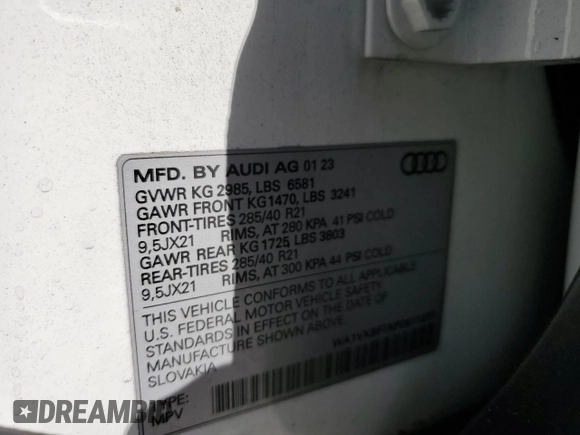 MFD. BY AUDI AG 01 23
GVWR KG 2985, LBS 6581
GAWR FRONT KG1470, LBS 3241
FRONT-TIRES 285/40 R21
9,5JX21 RIMS, AT 280 KPA 41 PSI COLD
GAWR REAR KG 1725, LBS 3803
REAR-TIRES 285/40 R21
9,5JX21 RIMS, AT 300 KPA 44 PSI COLD
THIS VEHICLE CONFORMS TO ALL APPLICABLE
U.S. FEDERAL MOTOR VEHICLE SAFETY
STANDARDS IN EFFECT ON THE DATE OF
MANUFACTURE SHOWN ABOVE.
SLOVAKIA
TYPE:
MPV
DREAMBID